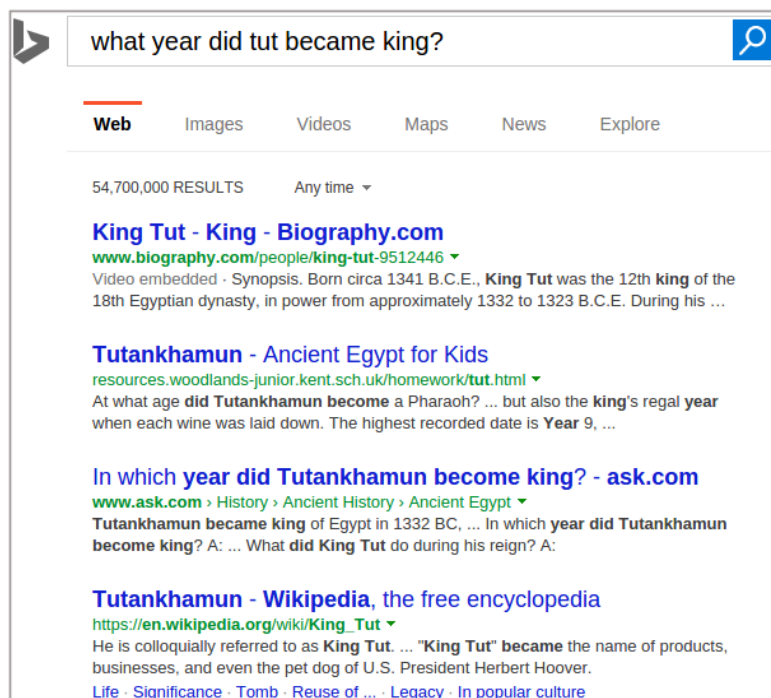 what year did tut became king?
Web Images Videos Maps News Explore
54,700,000 RESULTS Any time
King Tut - King - Biography.com
www.biography.com/people/king-tut-9512446
Video embedded · Synopsis. Born circa 1341 B.C.E., King Tut was the 12th king of the
18th Egyptian dynasty, in power from approximately 1332 to 1323 B.C.E. During his ...
Tutankhamun - Ancient Egypt for Kids
resources.woodlands-junior.kent.sch.uk/homework/tut.html
At what age did Tutankhamun become a Pharaoh? ... but also the king's regal year
when each wine was laid down. The highest recorded date is Year 9, ...
In which year did Tutankhamun become king? - ask.com
www.ask.com › History › Ancient History › Ancient Egypt
Tutankhamun became king of Egypt in 1332 BC, ... In which year did Tutankhamun
become king? A: ... What did King Tut do during his reign? A:
Tutankhamun - Wikipedia, the free encyclopedia
https://en.wikipedia.org/wiki/King_Tut
He is colloquially referred to as King Tut. ... "King Tut" became the name of products,
businesses, and even the pet dog of U.S. President Herbert Hoover.
Life · Significance · Tomb · Reuse of ... · Legacy · In popular culture